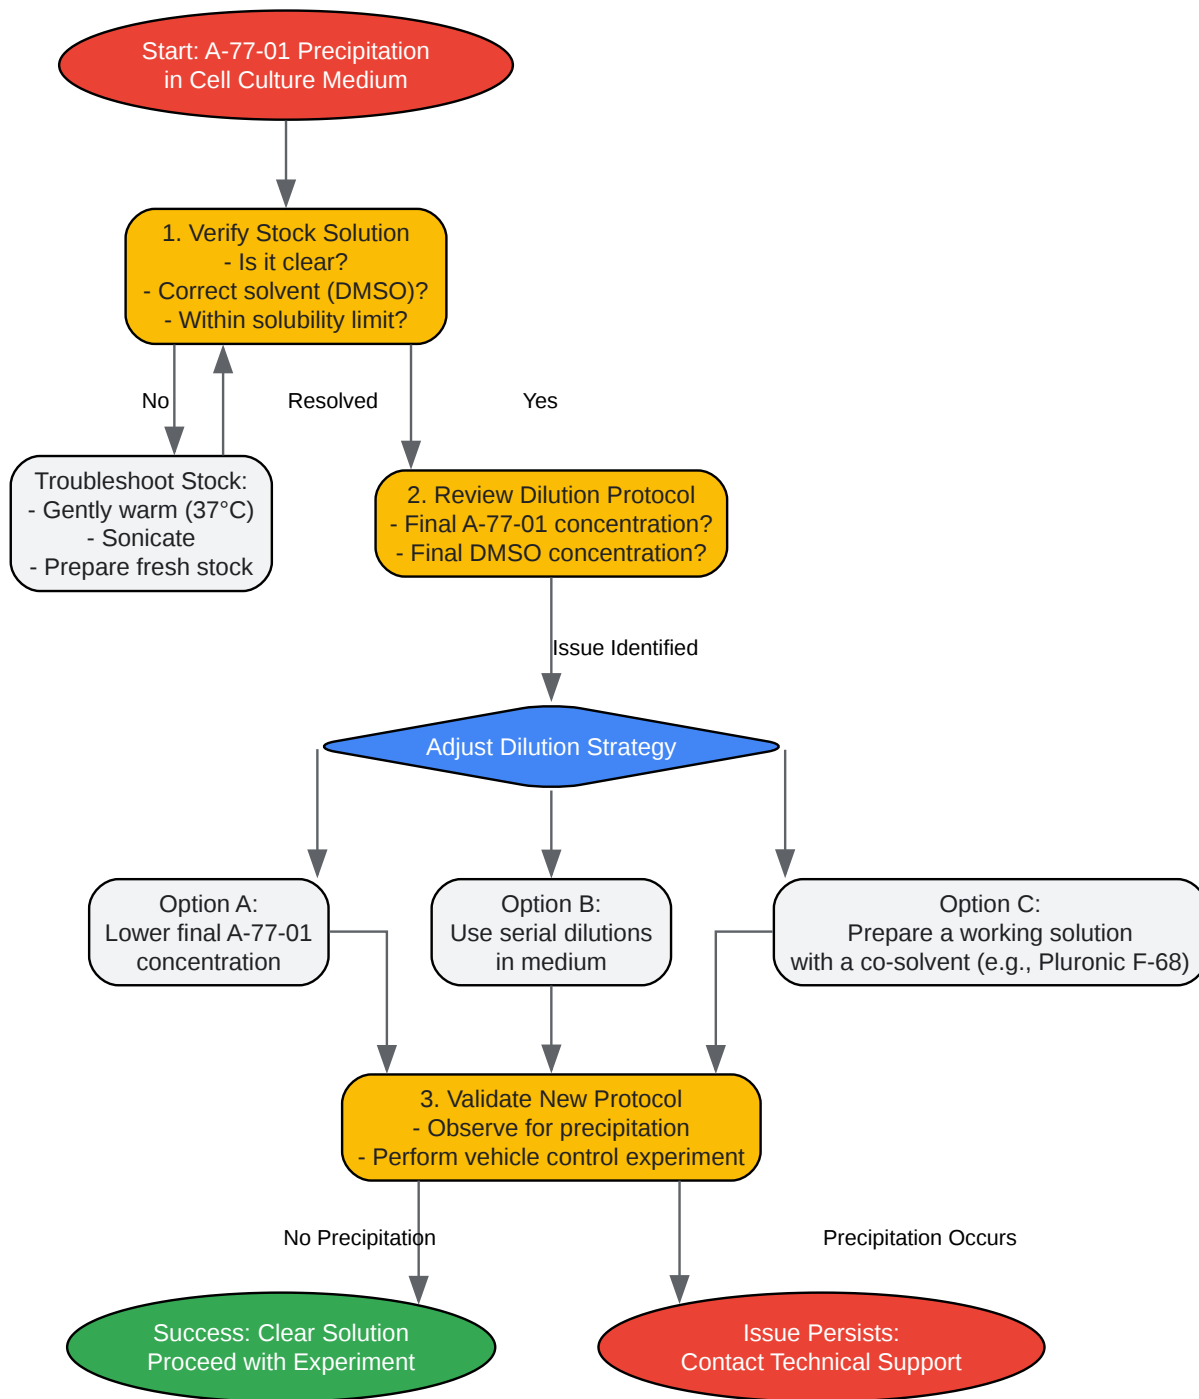 Start: A-77-01 Precipitation
in Cell Culture Medium
1. Verify Stock Solution
- Is it clear?
- Correct solvent (DMSO)?
- Within solubility limit?
No
Resolved
Yes
Troubleshoot Stock:
- Gently warm (37°C)
- Sonicate
- Prepare fresh stock
2. Review Dilution Protocol
- Final A-77-01 concentration?
- Final DMSO concentration?
Issue Identified
Adjust Dilution Strategy
Option A:
Lower final A-77-01
concentration
Option B:
Use serial dilutions
in medium
Option C:
Prepare a working solution
with a co-solvent (e.g., Pluronic F-68)
3. Validate New Protocol
- Observe for precipitation
- Perform vehicle control experiment
No Precipitation
Precipitation Occurs
Success: Clear Solution
Proceed with Experiment
Issue Persists:
Contact Technical Support